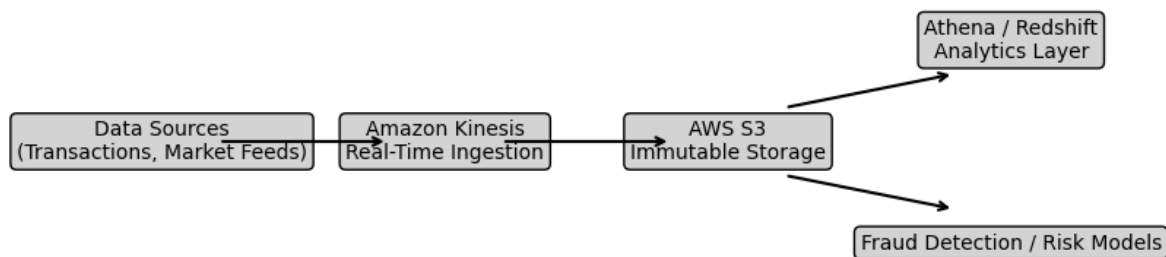 Athena / Redshift
Analytics Layer
Data Sources
(Transactions, Market Feeds)
Amazon Kinesis
Real-Time Ingestion
AWS S3
Immutable Storage
Fraud Detection / Risk Models